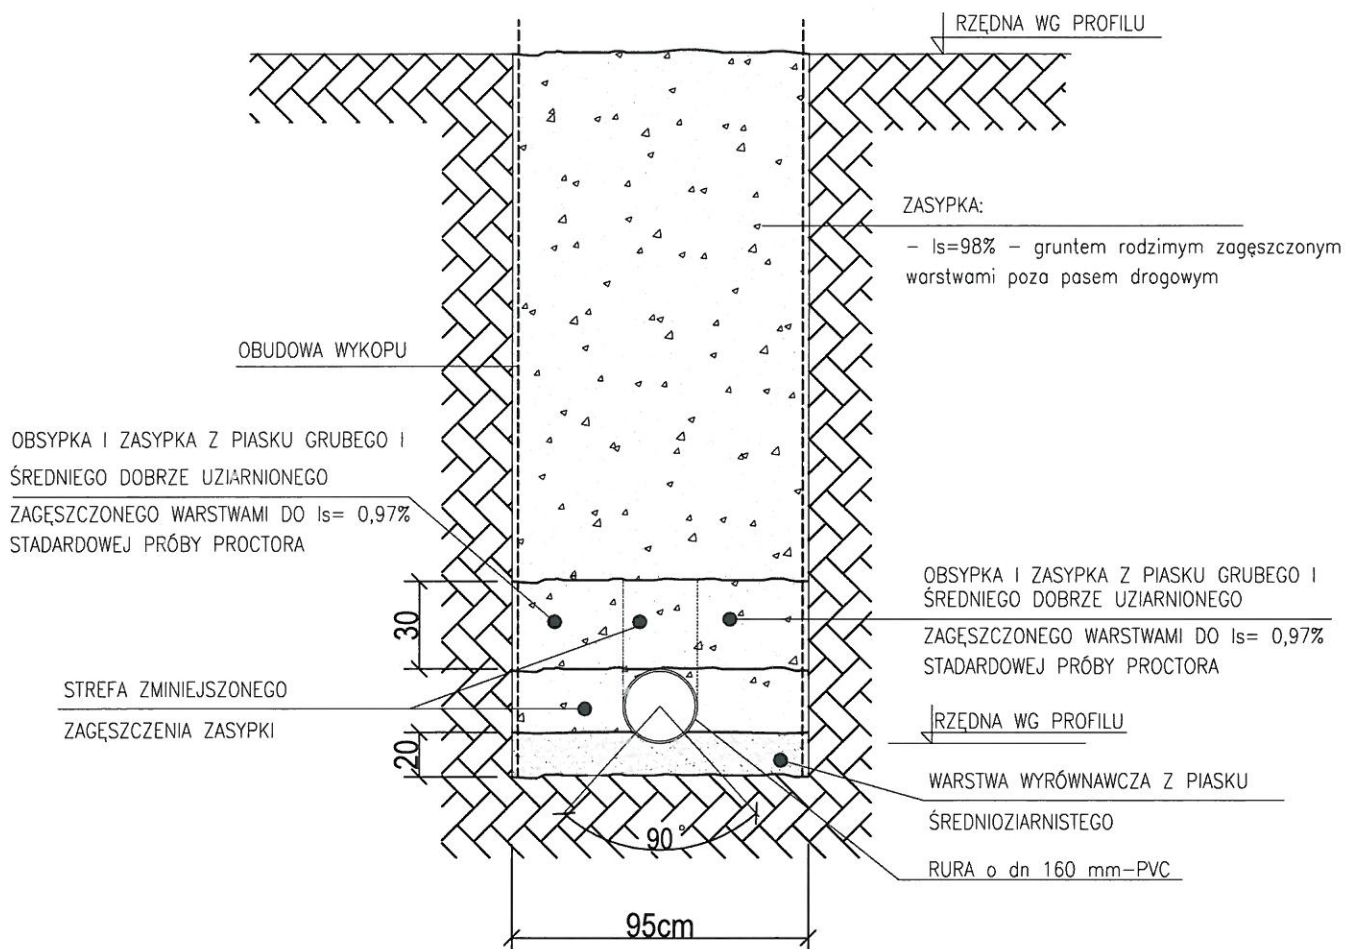 RZĘDNA WG PROFILU
ZASYPKA:
– Is=98% – gruntem rodzimym zagęszczonym
warstwami poza pasem drogowym
OBUDOWA WYKOPU
OBSYPKA I ZASYPKA Z PIASKU GRUBEGO I
ŚREDNIEGO DOBRZE UZIARNIONEGO
ZAGĘSZCZONEGO WARSTWAMI DO Is= 0,97%
STADARDOWEJ PRÓBY PROCTORA
30
OBSYPKA I ZASYPKA Z PIASKU GRUBEGO I
ŚREDNIEGO DOBRZE UZIARNIONEGO
ZAGĘSZCZONEGO WARSTWAMI DO Is= 0,97%
STADARDOWEJ PRÓBY PROCTORA
STREFA ZMINIEJSZONEGO
ZAGĘSZCZENIA ZASYPKI
20
RZĘDNA WG PROFILU
WARSTWA WYRÓWNAWCZA Z PIASKU
ŚREDNIOZIARNISTEGO
90°
RURA o dn 160 mm–PVC
95cm